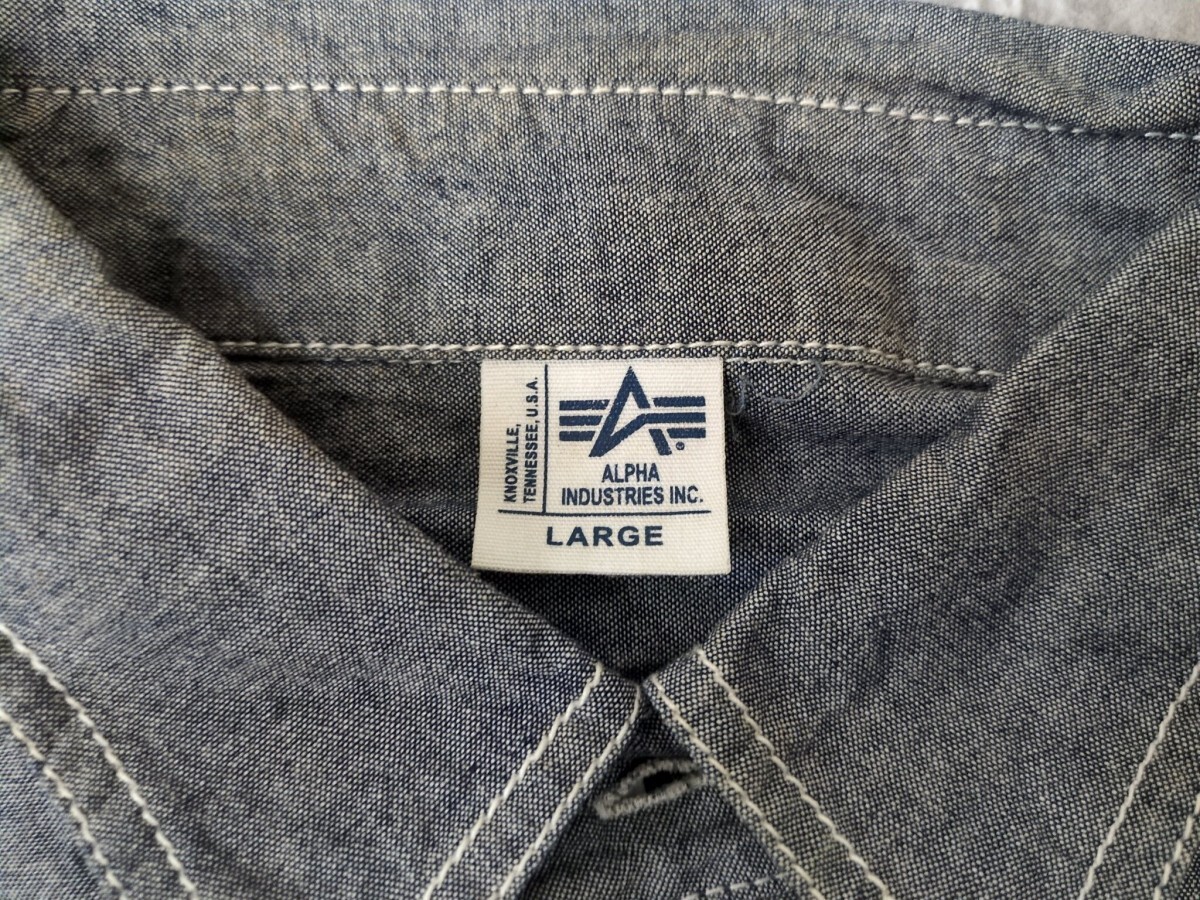 KNOXVILLE,
TENNESSEE, U.S.A.
®
ALPHA
INDUSTRIES INC.
LARGE